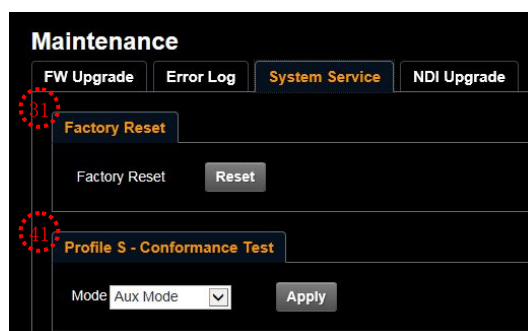 Maintenance
FW Upgrade Error Log System Service NDI Upgrade
31
Factory Reset
Factory Reset Reset
41
Profile S - Conformance Test
Mode Aux Mode Apply